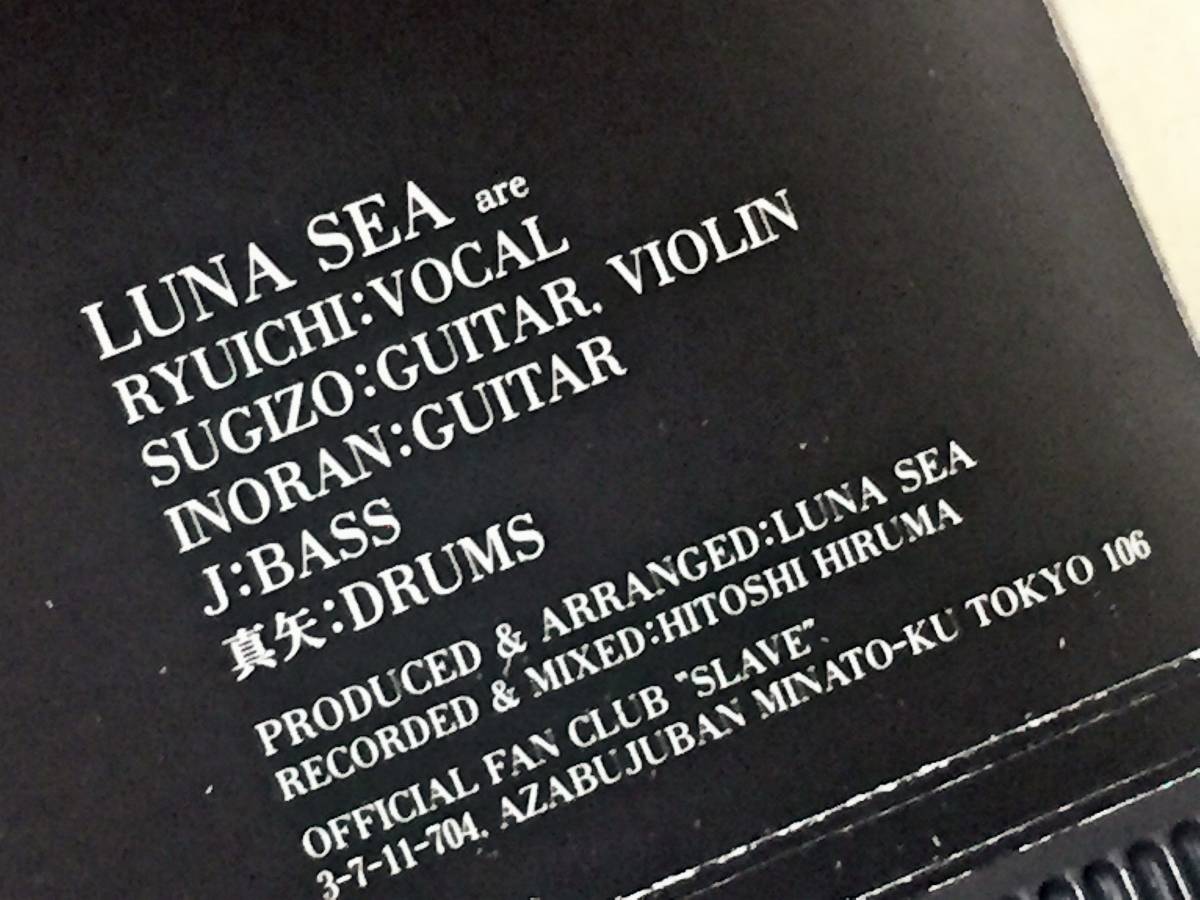 LUNA SEA are
RYUICHI:VOCAL
SUGIZO:GUITAR, VIOLIN
INORAN:GUITAR
J:BASS
真矢:DRUMS
PRODUCED & ARRANGED:LUNA SEA
RECORDED & MIXED:HITOSHI HIRUMA
OFFICIAL FAN CLUB "SLAVE"
3-7-11-704, AZABUJUBAN MINATO-KU TOKYO 106